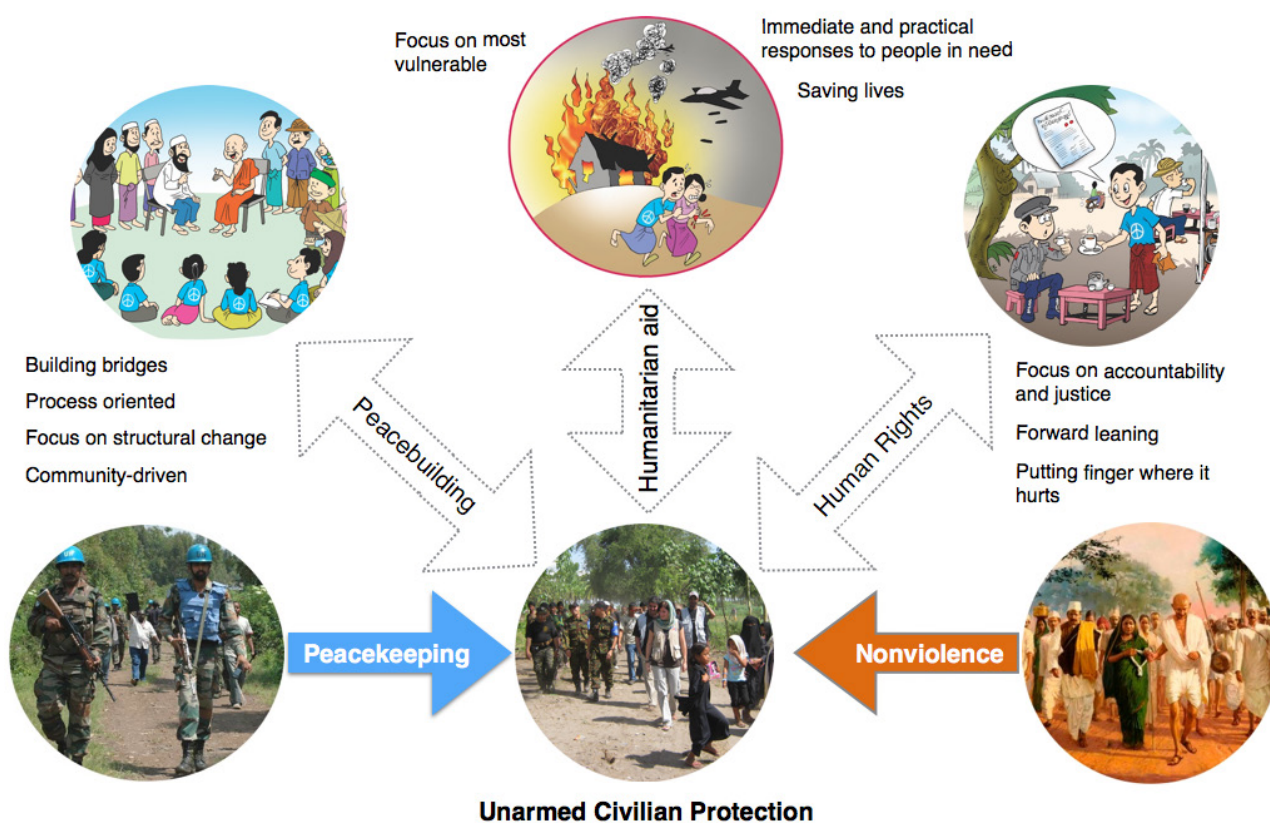 Focus on most
vulnerable
Immediate and practical
responses to people in need
Saving lives
Building bridges
Process oriented
Focus on structural change
Community-driven
Peacebuilding
Humanitarian aid
Human Rights
Focus on accountability
and justice
Forward leaning
Putting finger where it
hurts
UN
Peacekeeping
Nonviolence
Unarmed Civilian Protection